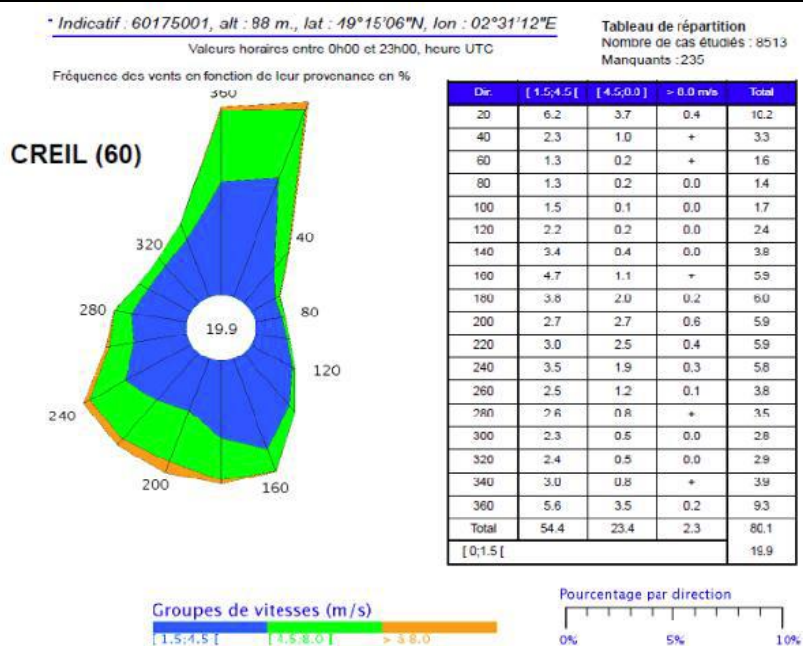 Indicatif : 60175001, alt : 88 m., lat : 49°15'06"N, lon : 02°31'12"E
Valeurs horaires entre 0h00 et 23h00, heure UTC
Tableau de répartition
Nombre de cas étudiés : 8513
Manquants : 235
Fréquence des vents en fonction de leur provenance en %
CREIL (60)
360
40
80
120
160
200
240
280
320
19.9
Dir. [ 1.5;4.5 [ [ 4.5;8.0 ] > 8.0 m/s Total
20 6.2 3.7 0.4 10.2
40 2.3 1.0 + 3.3
60 1.3 0.2 + 1.6
80 1.3 0.2 0.0 1.4
100 1.5 0.1 0.0 1.7
120 2.2 0.2 0.0 2.4
140 3.4 0.4 0.0 3.8
160 4.7 1.1 + 5.9
180 3.8 2.0 0.2 6.0
200 2.7 2.7 0.6 5.9
220 3.0 2.5 0.4 5.9
240 3.5 1.9 0.3 5.8
260 2.5 1.2 0.1 3.8
280 2.6 0.8 + 3.5
300 2.3 0.5 0.0 2.8
320 2.4 0.5 0.0 2.9
340 3.0 0.8 + 3.9
360 5.6 3.5 0.2 9.3
Total 54.4 23.4 2.3 80.1
[ 0;1.5 [ 19.9
Groupes de vitesses (m/s)
[ 1.5;4.5 [ [ 4.5;8.0 ] > à 8.0
Pourcentage par direction
0% 5% 10%